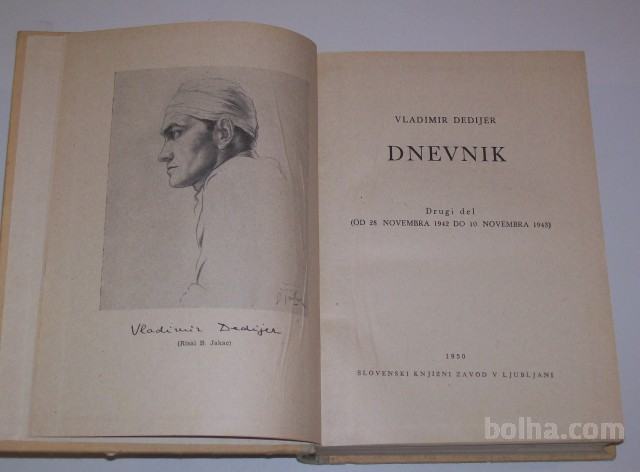 Vladimir Dedijer
(Risal B. Jakac)
VLADIMIR DEDIJER
DNEVNIK
Drugi del
(OD 28. NOVEMBRA 1942 DO 10. NOVEMBRA 1943)
1950
SLOVENSKI KNJIŽNI ZAVOD V LJUBLJANI
bolha.com